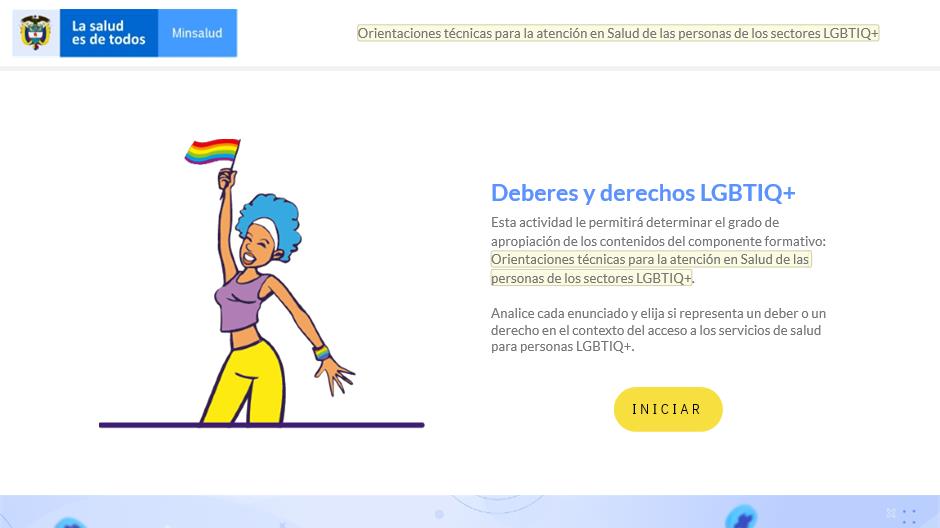 La salud
es de todos
Minsalud
Orientaciones técnicas para la atención en Salud de las personas de los sectores LGBTIQ+
Deberes y derechos LGBTIQ+
Esta actividad le permitirá determinar el grado de
apropiación de los contenidos del componente formativo:
Orientaciones técnicas para la atención en Salud de las
personas de los sectores LGBTIQ+.
Analice cada enunciado y elija si representa un deber o un
derecho en el contexto del acceso a los servicios de salud
para personas LGBTIQ+.
INICIAR